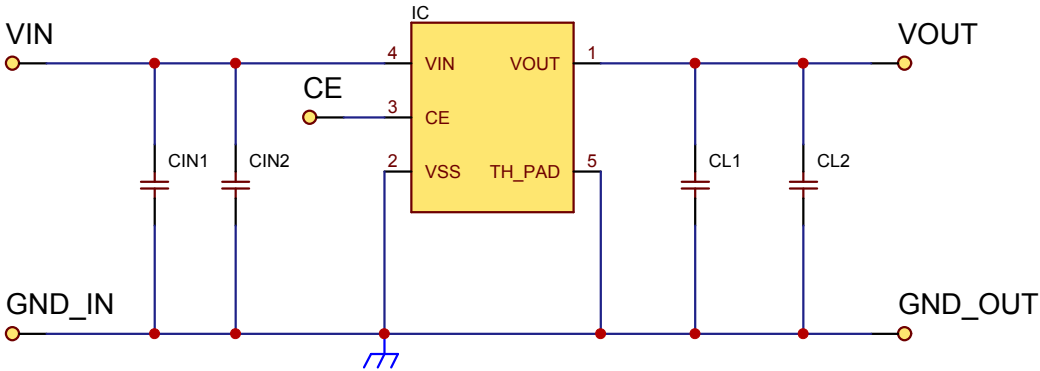 IC
VIN
VOUT
4
VIN
VOUT
1
CE
3
CE
2
VSS
TH_PAD
5
CIN1
CIN2
CL1
CL2
GND_IN
GND_OUT